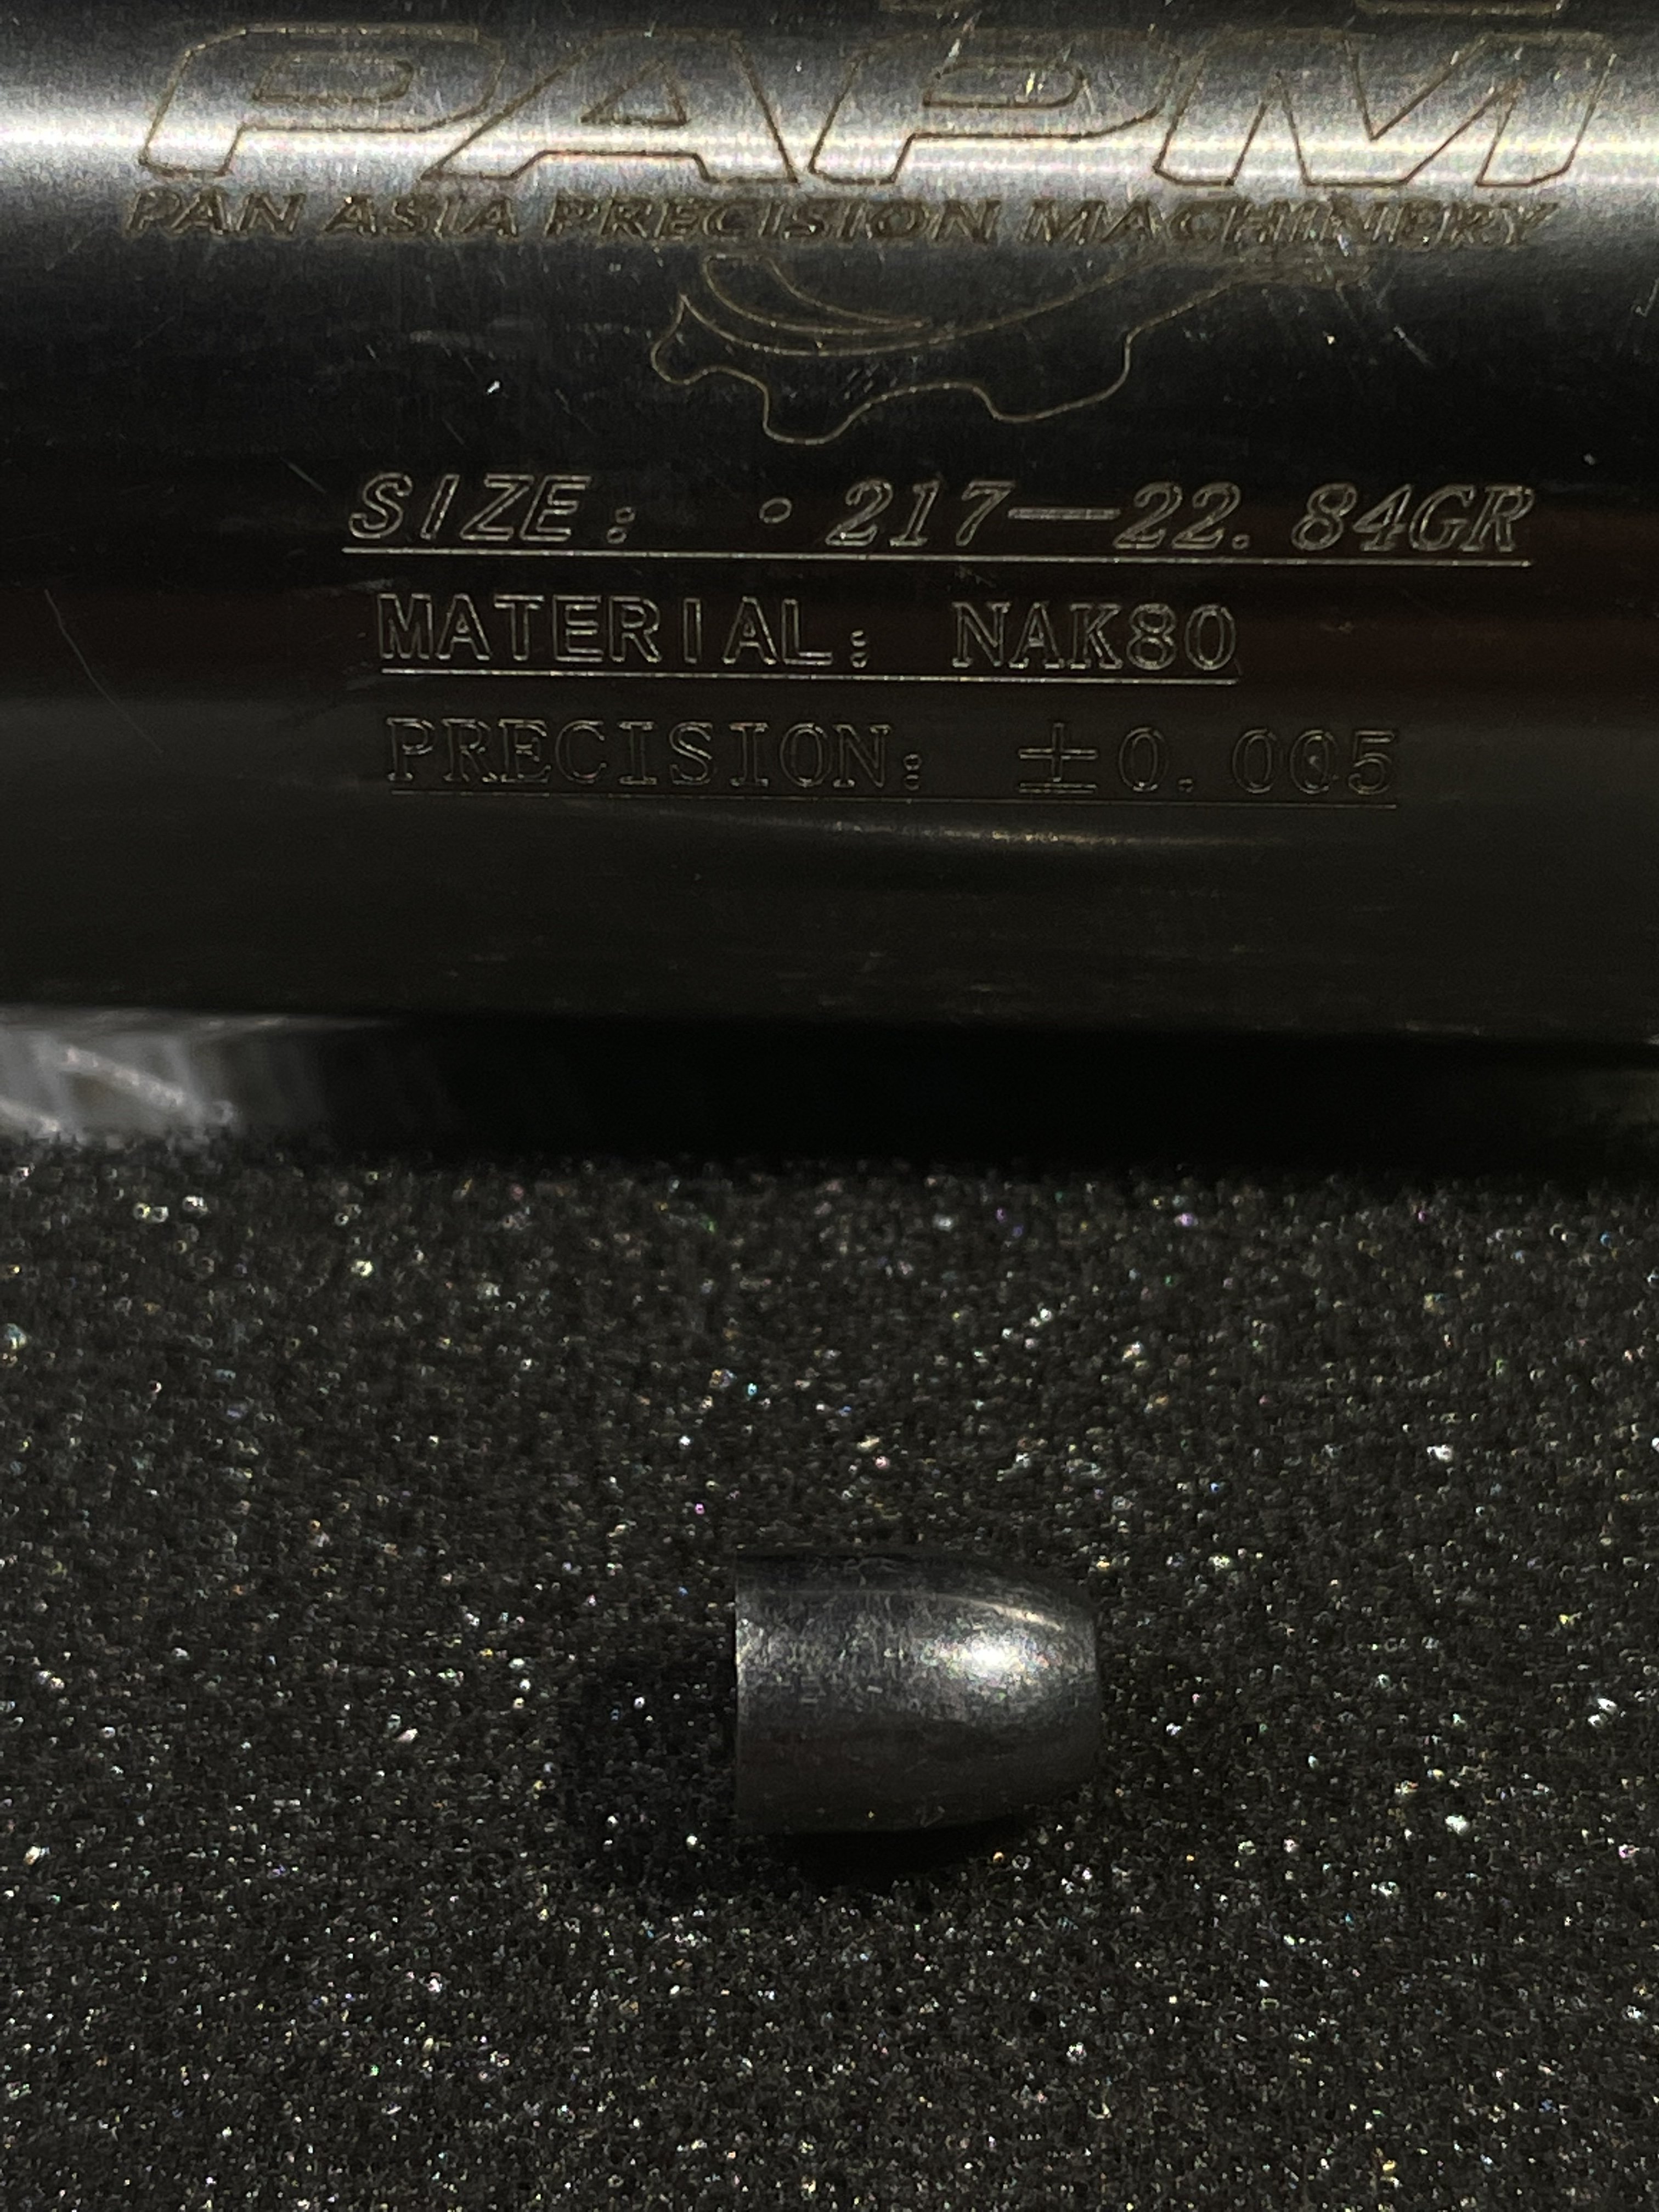 PAPM
PAN ASIA PRECISION MACHINERY
SIZE: .217—22.84GR
MATERIAL: NAK80
PRECISION: ±0.005